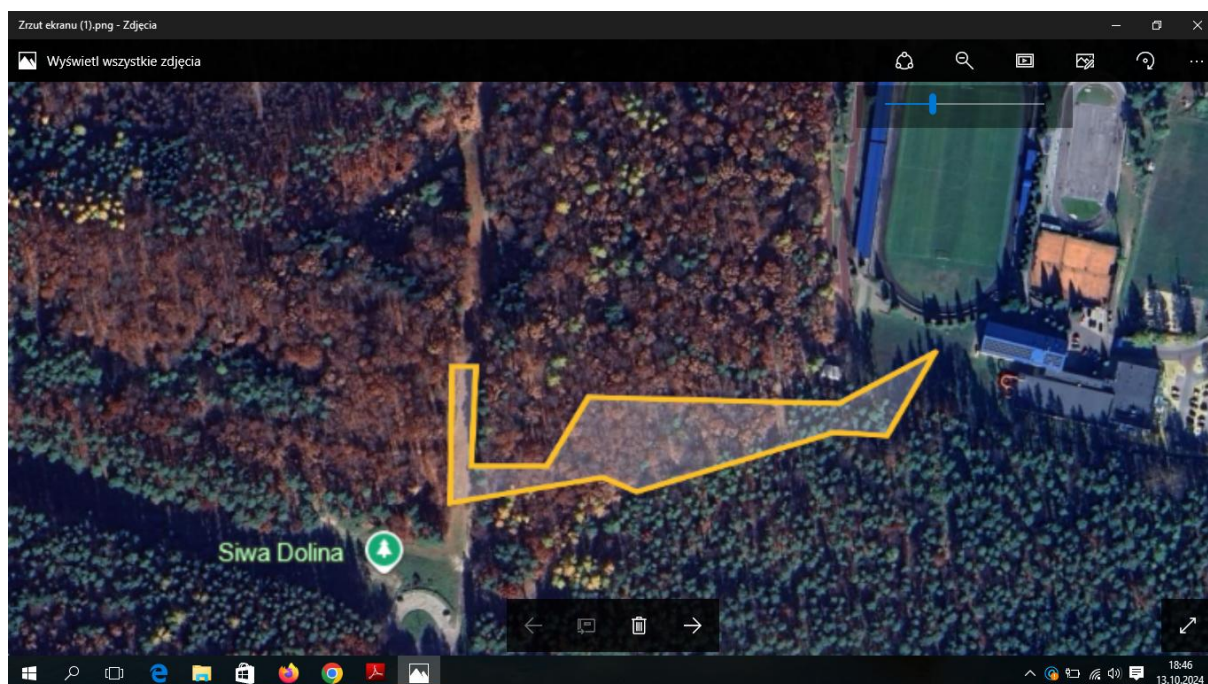 Zrzut ekranu (1).png - Zdjęcia
Wyświetl wszystkie zdjęcia
Siwa Dolina
18:46
13.10.2024